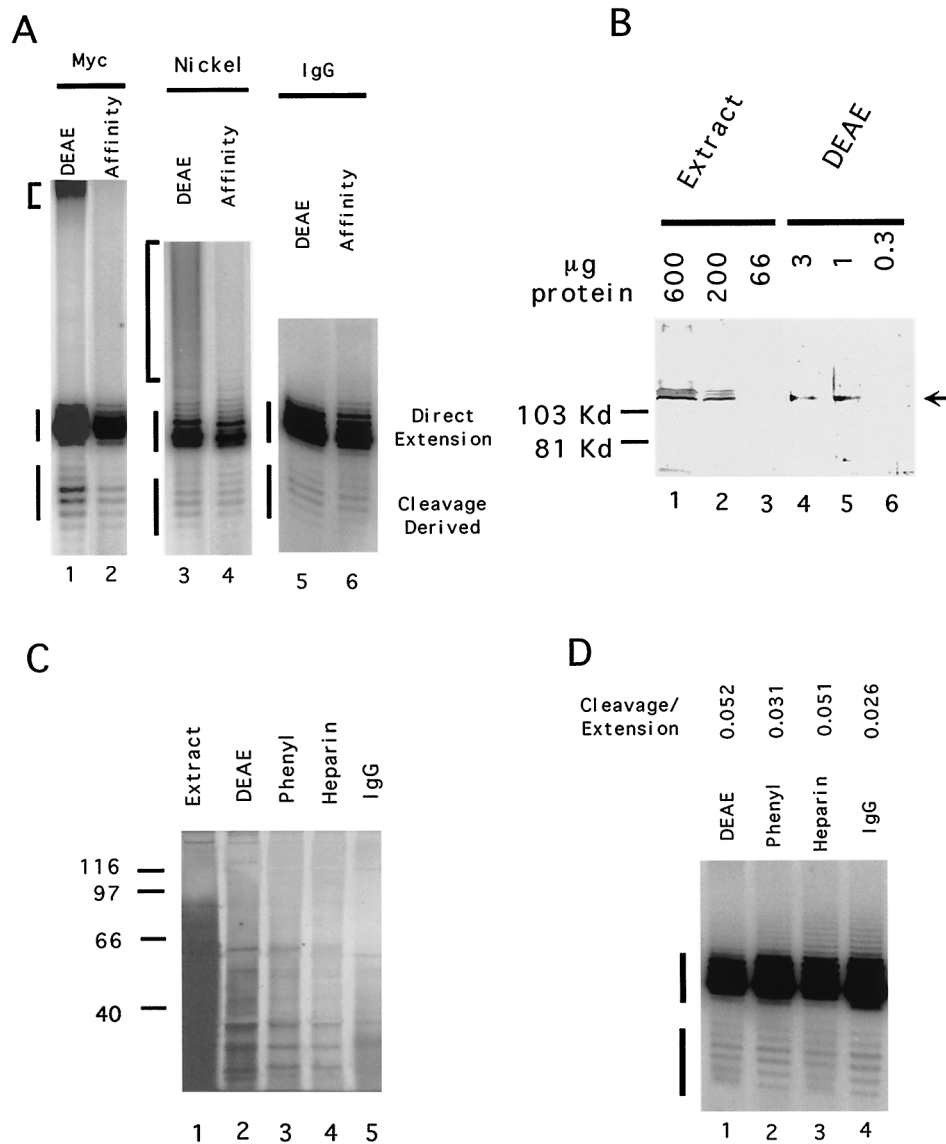 A
Myc
Nickel
IgG
DEAE
Affinity
DEAE
Affinity
DEAE
Affinity
Direct
Extension
Cleavage
Derived
1 2 3 4 5 6
B
Extract
DEAE
μg
protein
600
200
66
3
1
0.3
103 Kd
81 Kd
1 2 3 4 5 6
C
Extract
DEAE
Phenyl
Heparin
IgG
116
97
66
40
1 2 3 4 5
D
Cleavage/
Extension
0.052
0.031
0.051
0.026
DEAE
Phenyl
Heparin
IgG
1 2 3 4